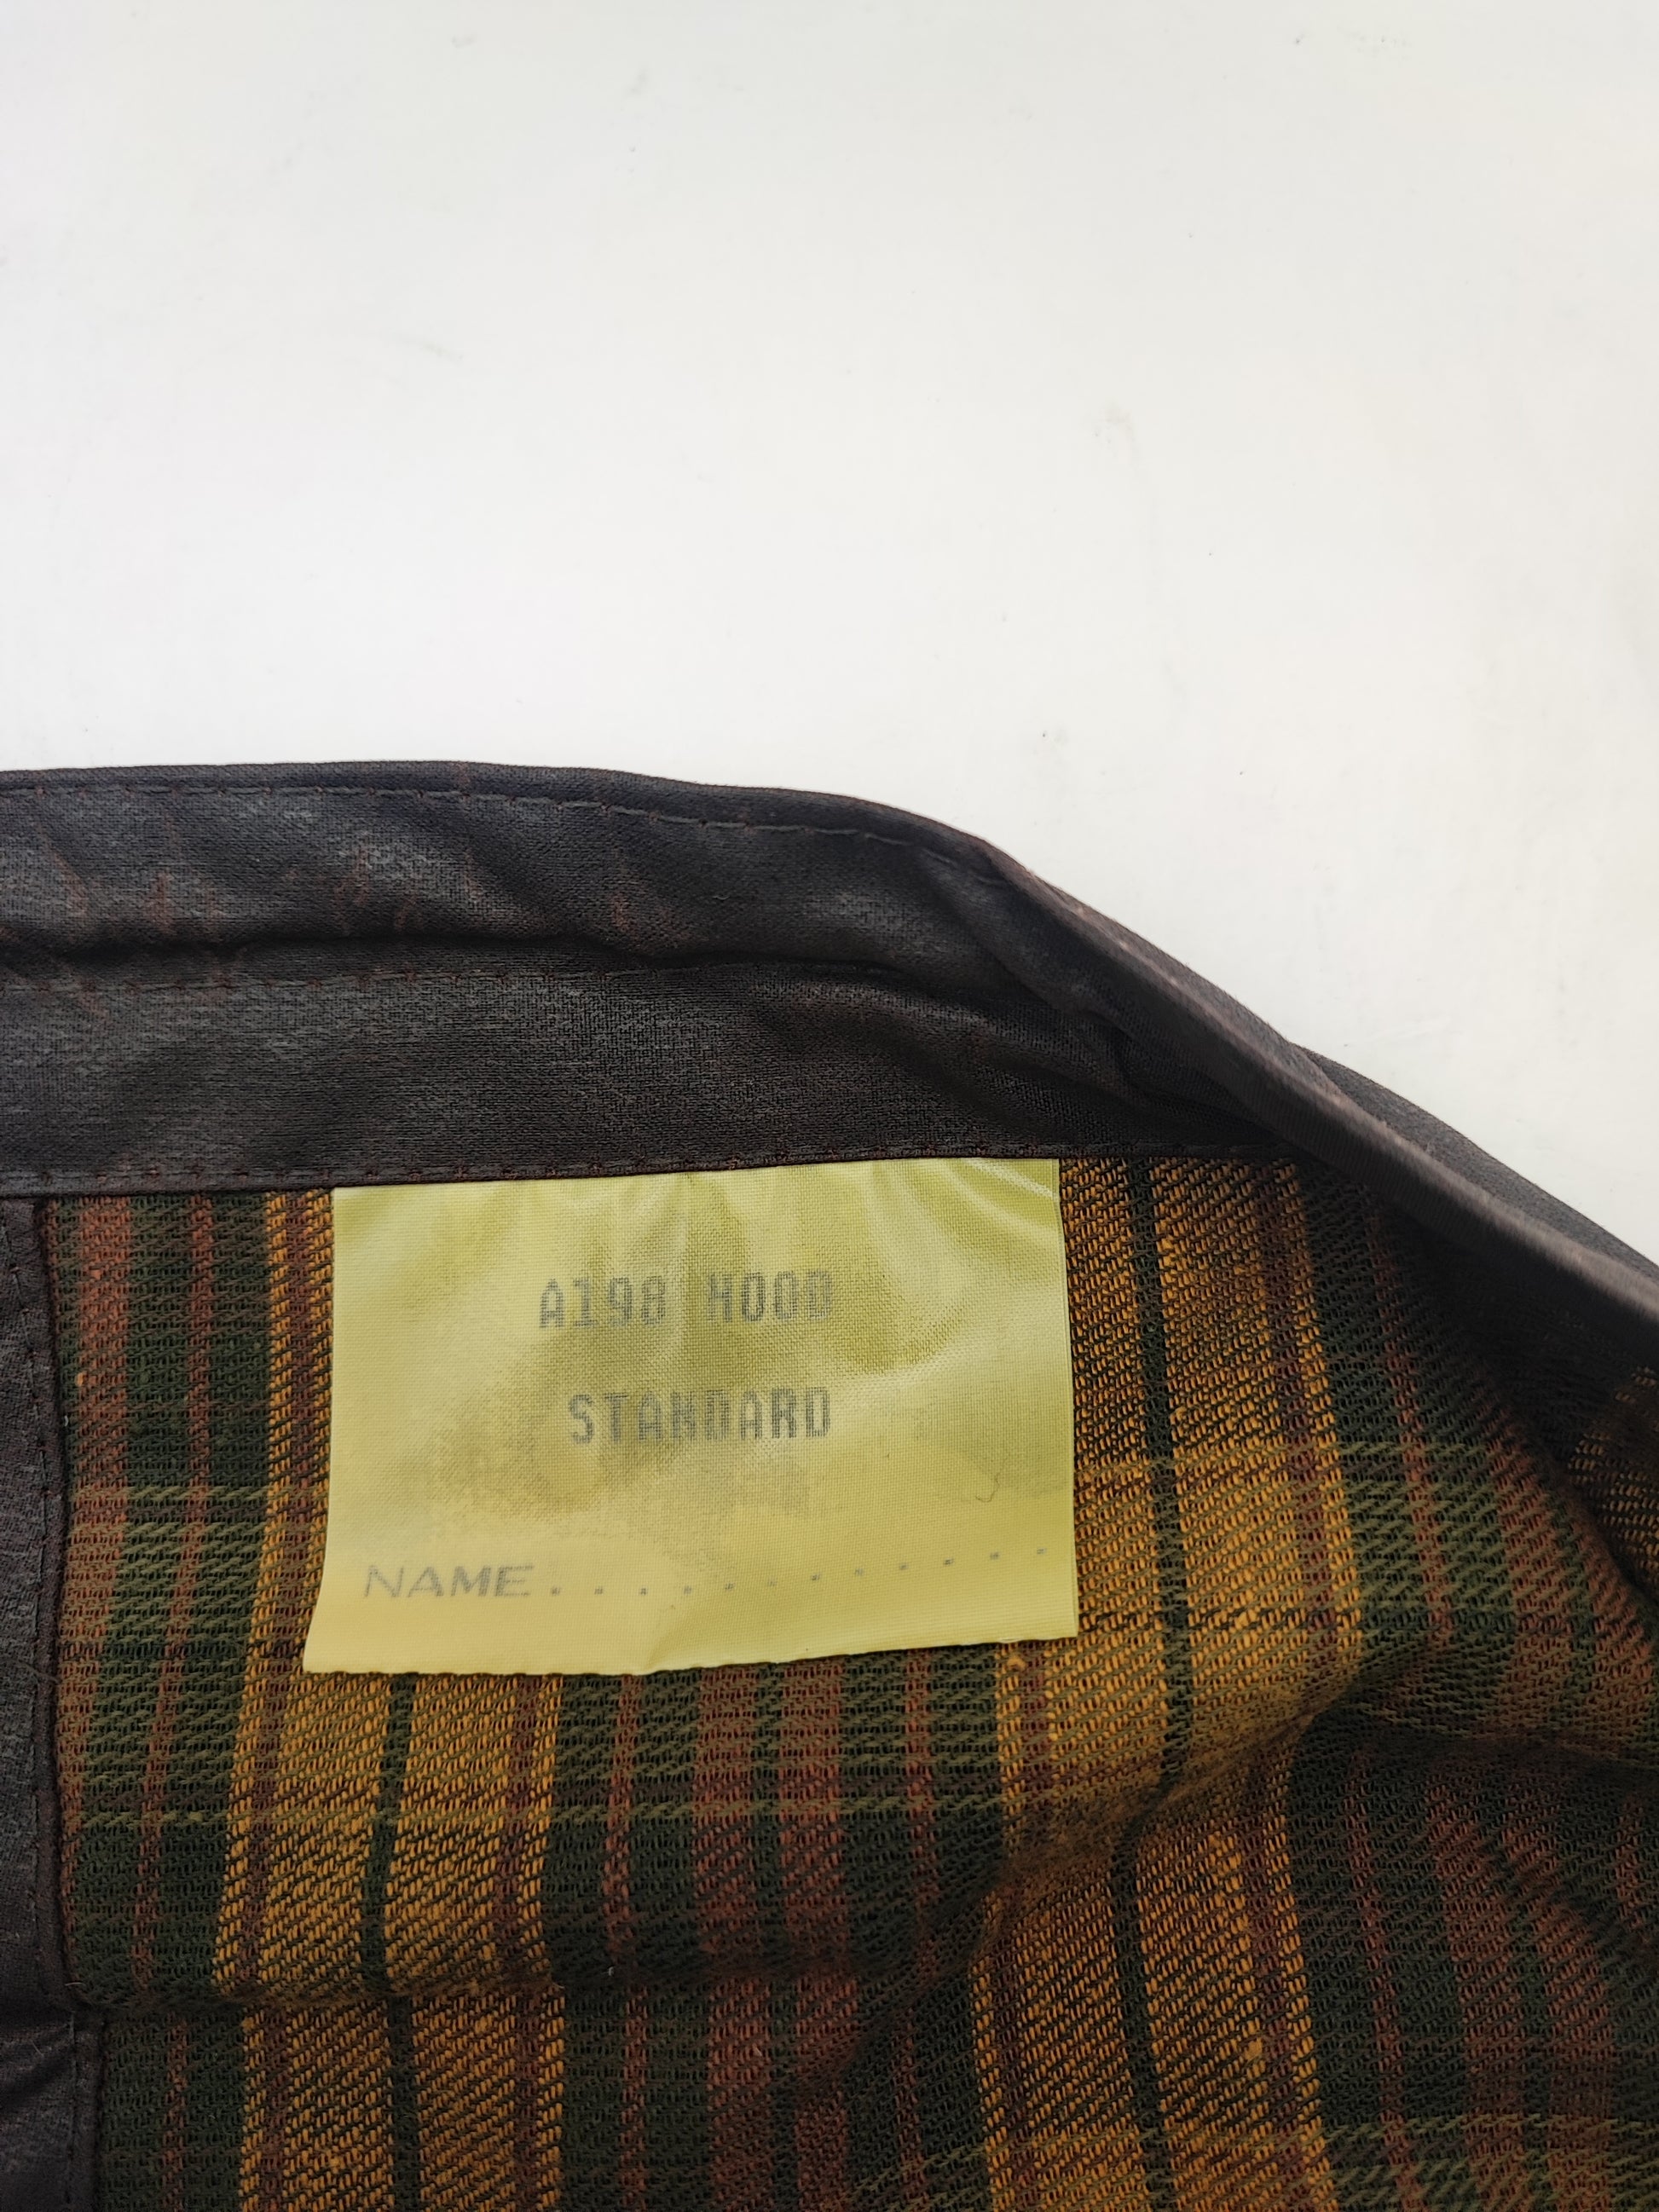 A198 HOOD
STANDARD
NAME. . . . . . . . . . . .